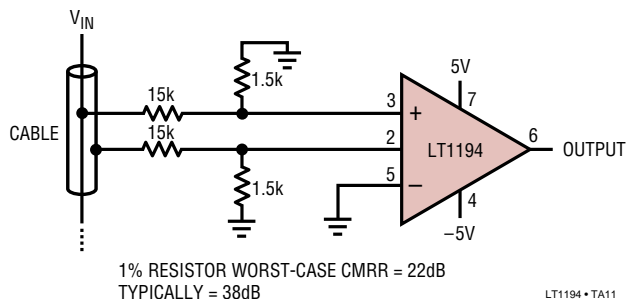 V_IN
5V
15k
1.5k
3
+
7
CABLE
15k
2
LT1194
6
OUTPUT
5
−
1.5k
4
−5V
1% RESISTOR WORST-CASE CMRR = 22dB
TYPICALLY = 38dB
LT1194 • TA11